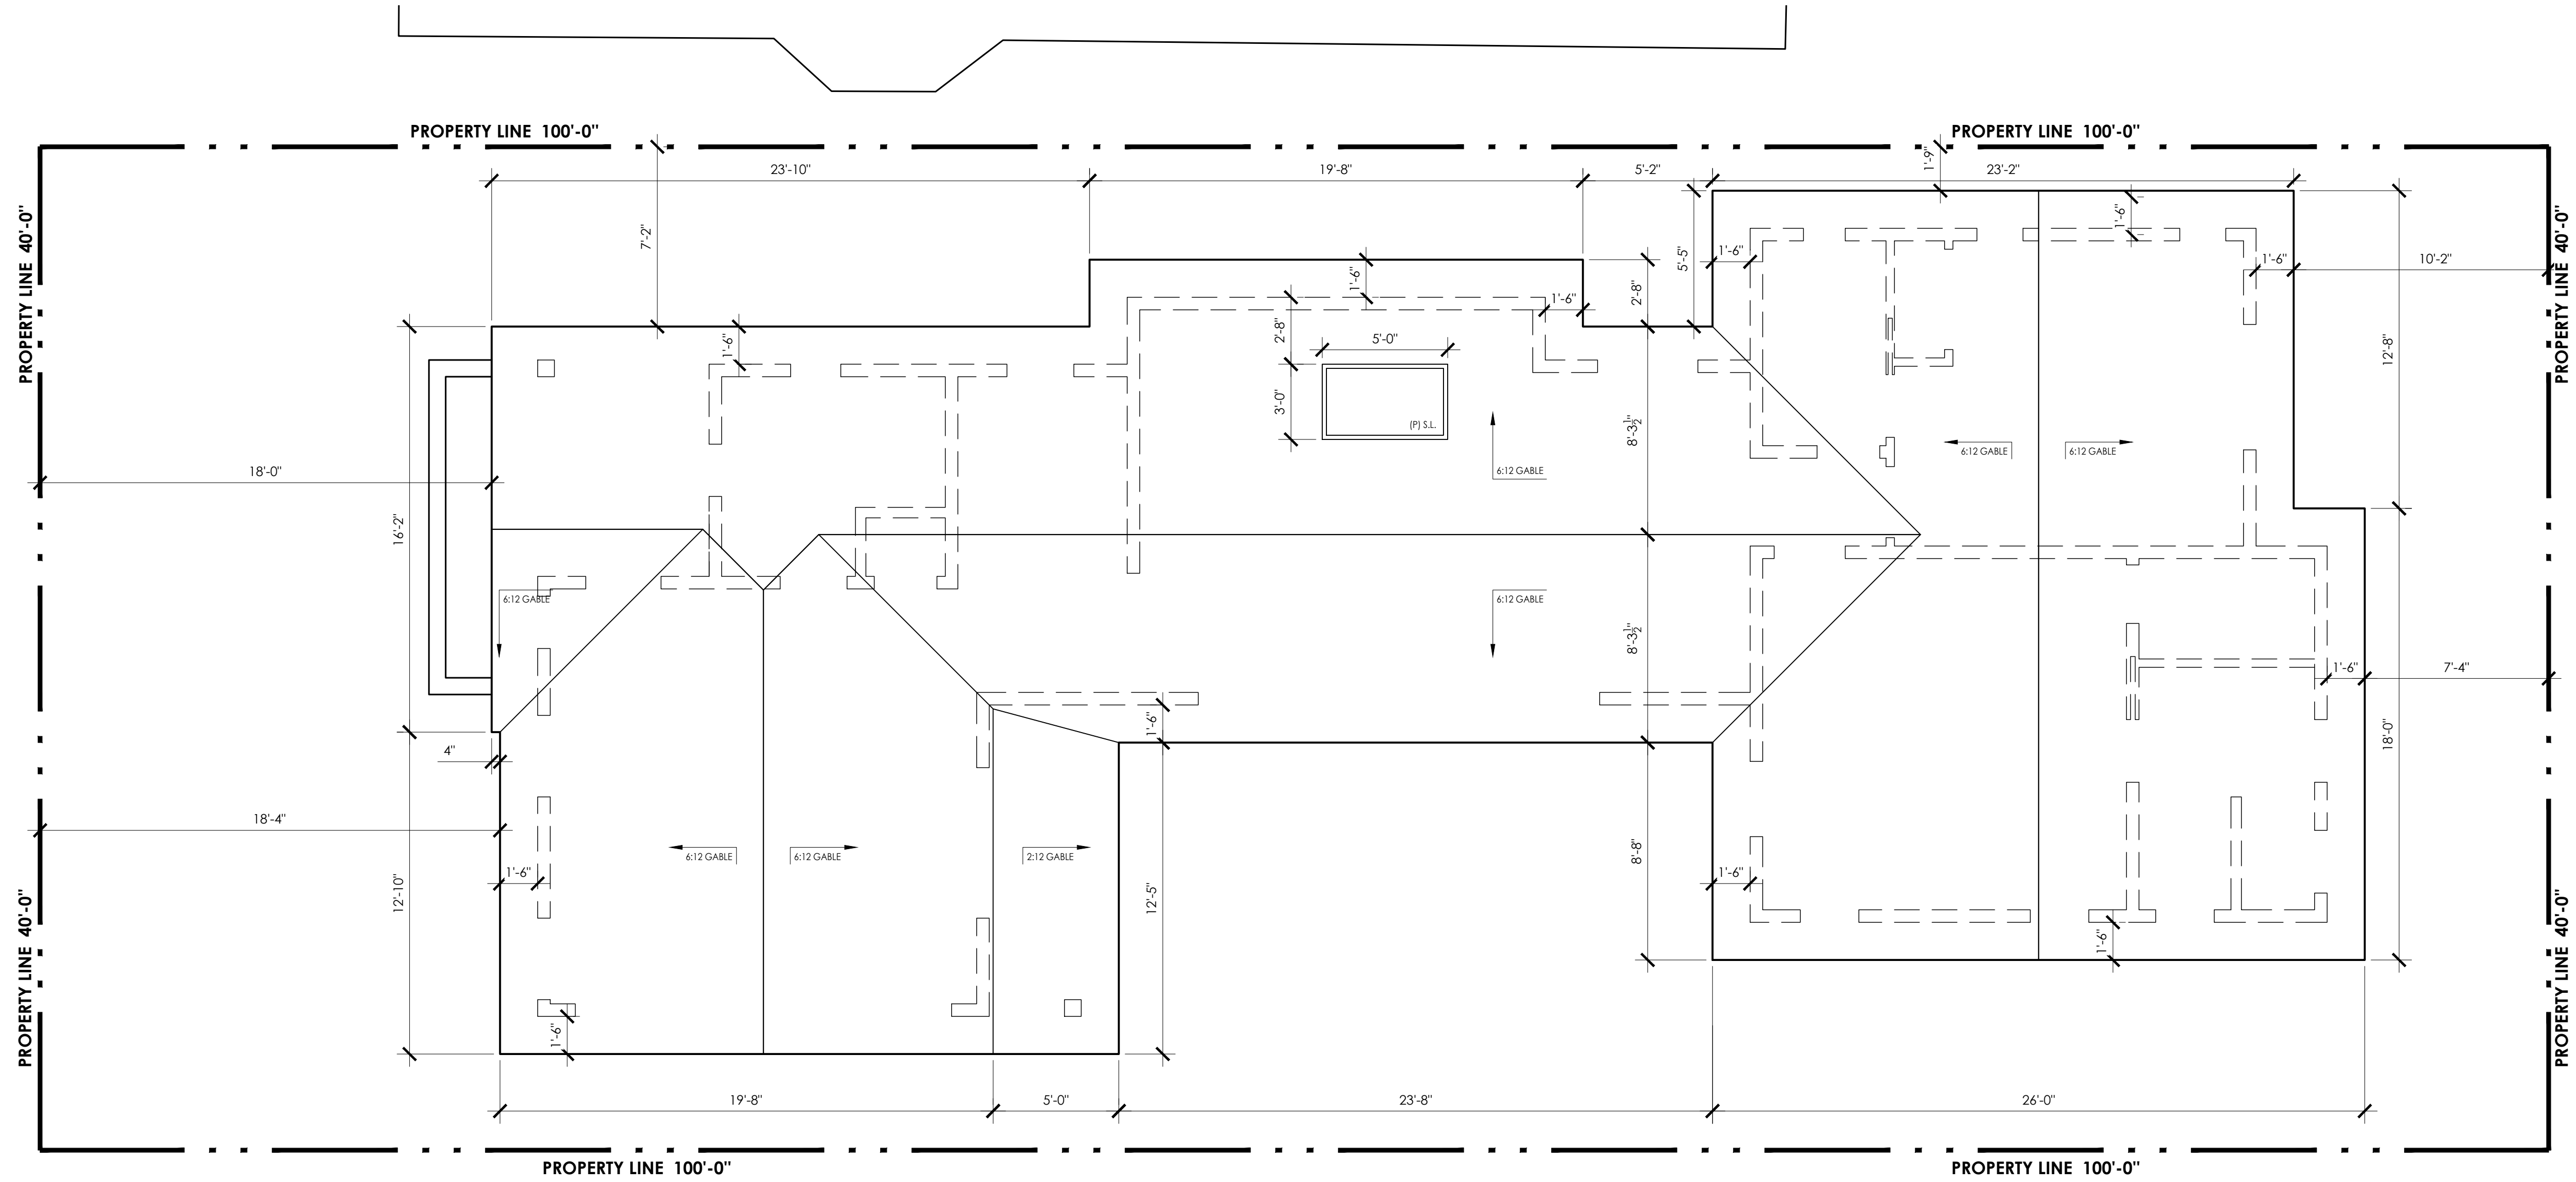 PROPERTY LINE 100'-0"
PROPERTY LINE 100'-0"
23'-10"
19'-8"
5'-2"
1'-9"
23'-2"
PROPERTY LINE 40'-0"
PROPERTY LINE 40'-0"
7'-2"
5'-5"
1'-6"
1'-6"
1'-6"
10'-2"
1'-6"
2'-8"
1'-6"
2'-8"
1'-6"
5'-0"
12'-8"
3'-0"
(P) S.L.
8'-3½"
6:12 GABLE
6:12 GABLE
6:12 GABLE
18'-0"
6:12 GABLE
16'-2"
6:12 GABLE
6:12 GABLE
8'-3½"
1'-6"
7'-4"
1'-6"
18'-0"
4"
18'-4"
6:12 GABLE
6:12 GABLE
2:12 GABLE
8'-8"
1'-6"
1'-6"
12'-10"
12'-5"
1'-6"
1'-6"
PROPERTY LINE 40'-0"
PROPERTY LINE 40'-0"
19'-8"
5'-0"
23'-8"
26'-0"
PROPERTY LINE 100'-0"
PROPERTY LINE 100'-0"